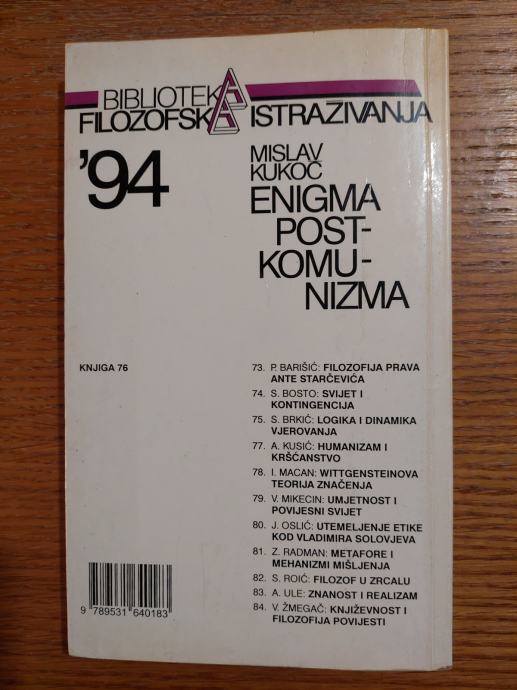 BIBLIOTEKA
FILOZOFSKA ISTRAŽIVANJA
'94
MISLAV
KUKOČ
ENIGMA
POST-
KOMU-
NIZMA
KNJIGA 76
73. P. BARIŠIĆ: FILOZOFIJA PRAVA
ANTE STARČEVIĆA
74. S. BOSTO: SVIJET I
KONTINGENCIJA
75. S. BRKIĆ: LOGIKA I DINAMIKA
VJEROVANJA
77. A. KUSIĆ: HUMANIZAM I
KRŠĆANSTVO
78. I. MACAN: WITTGENSTEINOVA
TEORIJA ZNAČENJA
79. V. MIKECIN: UMJETNOST I
POVIJESNI SVIJET
80. J. OSLIĆ: UTEMELJENJE ETIKE
KOD VLADIMIRA SOLOVJEVA
81. Z. RADMAN: METAFORE I
MEHANIZMI MIŠLJENJA
82. S. ROIĆ: FILOZOF U ZRCALU
83. A. ULE: ZNANOST I REALIZAM
84. V. ŽMEGAČ: KNJIŽEVNOST I
FILOZOFIJA POVIJESTI
9 789531 640183